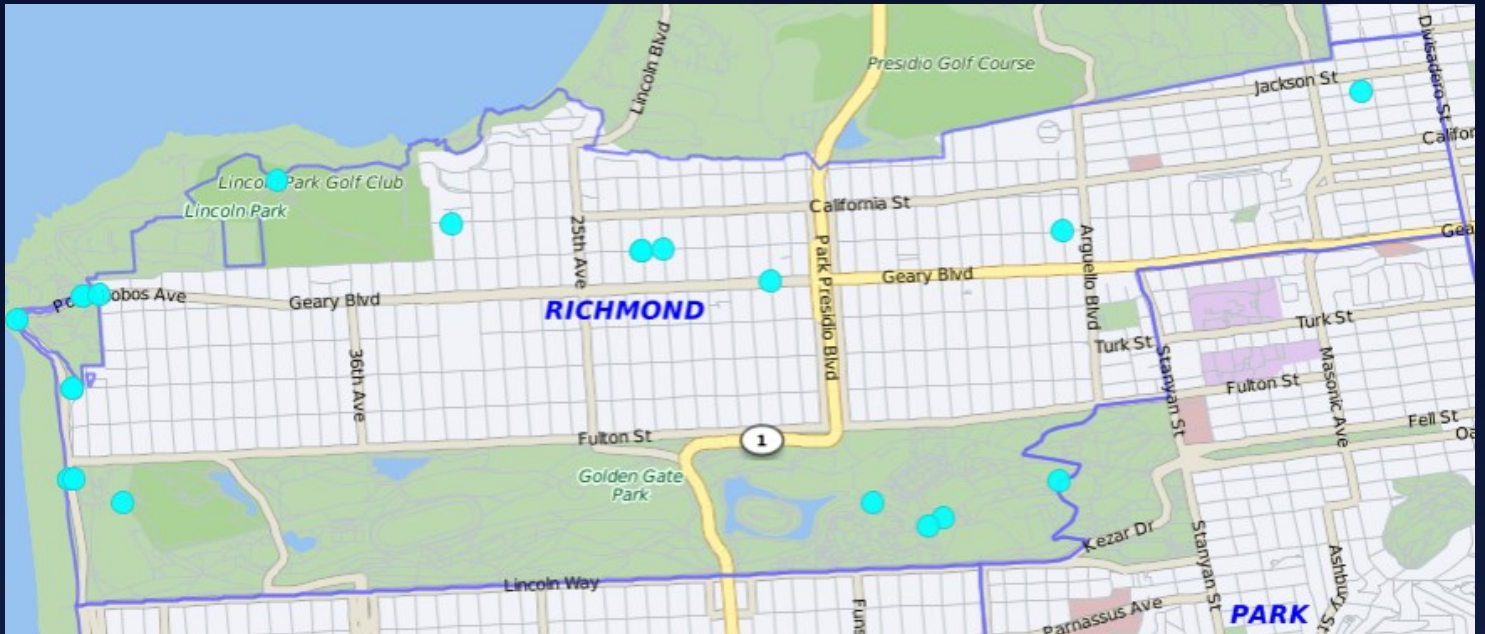 Lincoln Blvd
Presidio Golf Course
Divisadero St
Jackson St
Califor
Lincoln Park Golf Club
Lincoln Park
California St
25th Ave
Park Presidio Blvd
Arguello Blvd
Gea
Geary Blvd
Geary Blvd
obos Ave
RICHMOND
36th Ave
Turk St
Turk St
Stanyan St
Masonic Ave
Fulton St
Fulton St
Fell St
Oa
1
Golden Gate
Park
Kezar Dr
Stanyan St
Ashbury St
Lincoln Way
Funs
Parnassus Ave
PARK